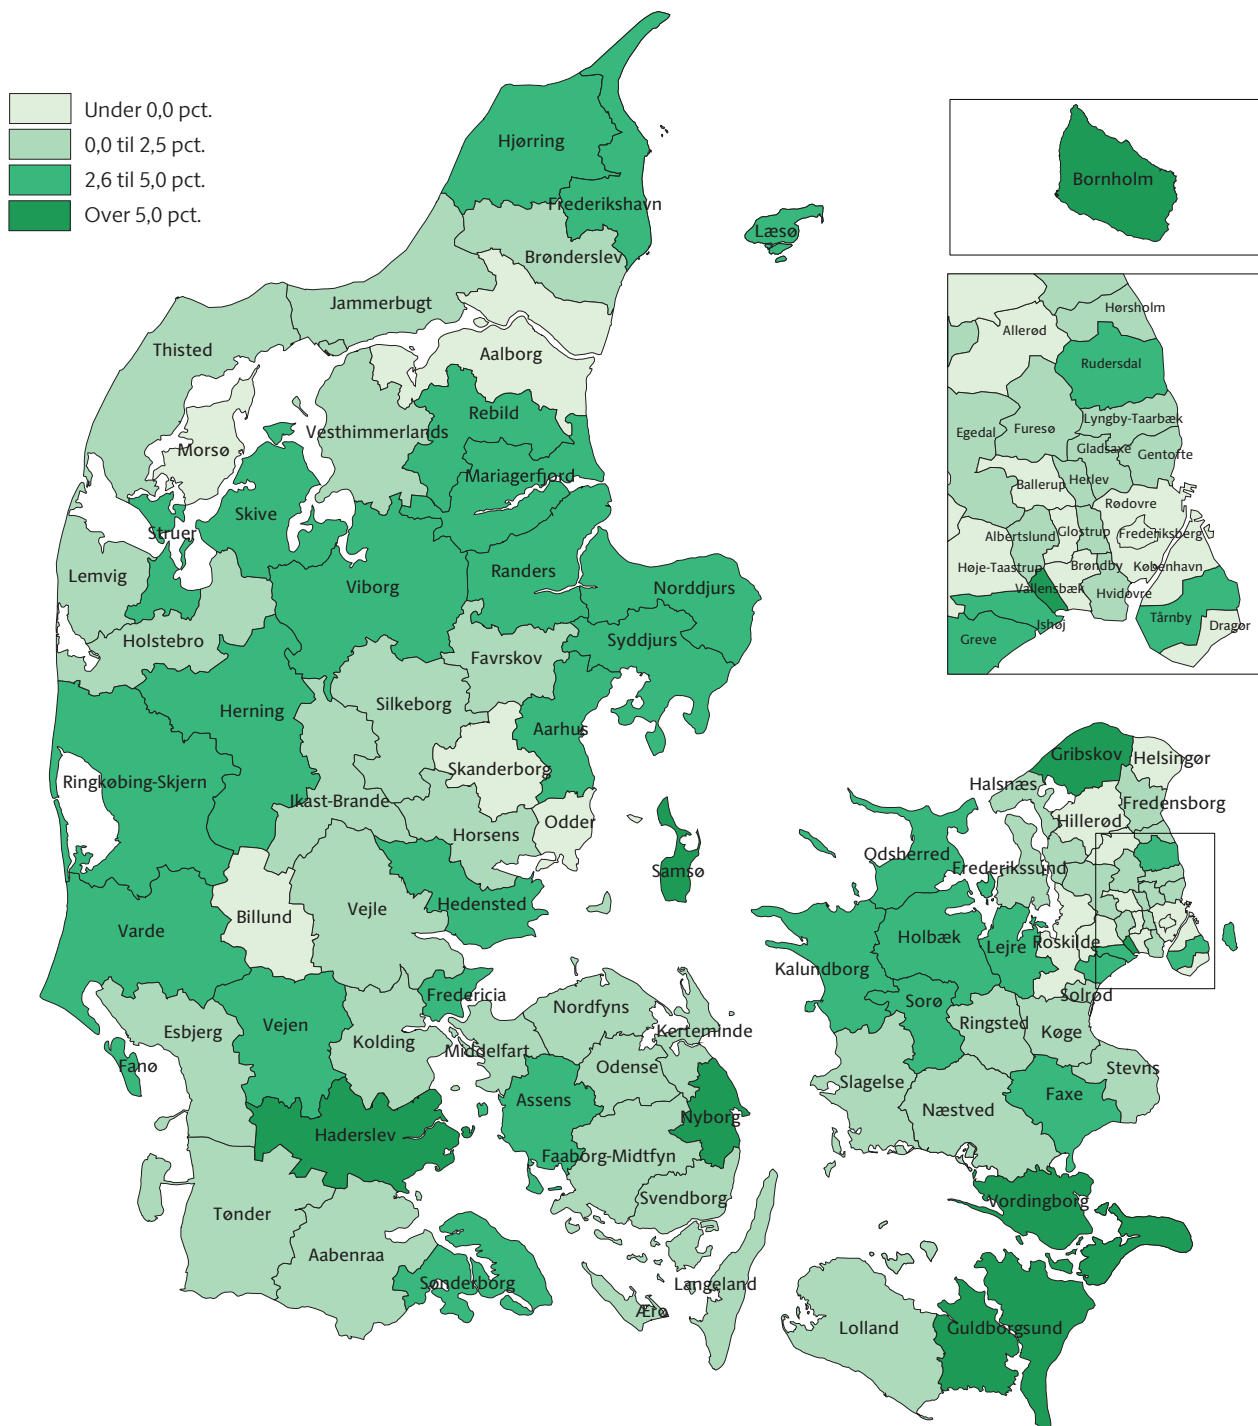 Under 0,0 pct.
0,0 til 2,5 pct.
2,6 til 5,0 pct.
Over 5,0 pct.
Hjørring
Frederikshavn
Læsø
Brønderslev
Jammerbugt
Thisted
Aalborg
Rebild
Vesthimmerlands
Morsø
Mariagerfjord
Skive
Struer
Lemvig
Viborg
Randers
Norddjurs
Holstebro
Syddjurs
Favrskov
Silkeborg
Herning
Aarhus
Skanderborg
Ringkøbing-Skjern
Ikast-Brande
Odder
Horsens
Samsø
Hedensted
Billund
Vejle
Varde
Fredericia
Vejen
Esbjerg
Kolding
Fanø
Haderslev
Tønder
Aabenraa
Sønderborg
Nordfyns
Kerteminde
Middelfart
Odense
Assens
Nyborg
Faaborg-Midtfyn
Svendborg
Langeland
Ærø
Bornholm
Hørsholm
Allerød
Rudersdal
Lyngby-Taarbæk
Egedal
Furesø
Gladsaxe
Gentofte
Ballerup
Herlev
Rødovre
Albertslund
Glostrup
Frederiksberg
Høje-Taastrup
Brøndby
København
Vallensbæk
Hvidovre
Ishøj
Tårnby
Dragør
Greve
Gribskov
Helsingør
Halsnæs
Fredensborg
Hillerød
Odsherred
Frederikssund
Holbæk
Lejre
Roskilde
Kalundborg
Solrød
Sorø
Ringsted
Køge
Stevns
Slagelse
Næstved
Faxe
Vordingborg
Lolland
Guldborgsund